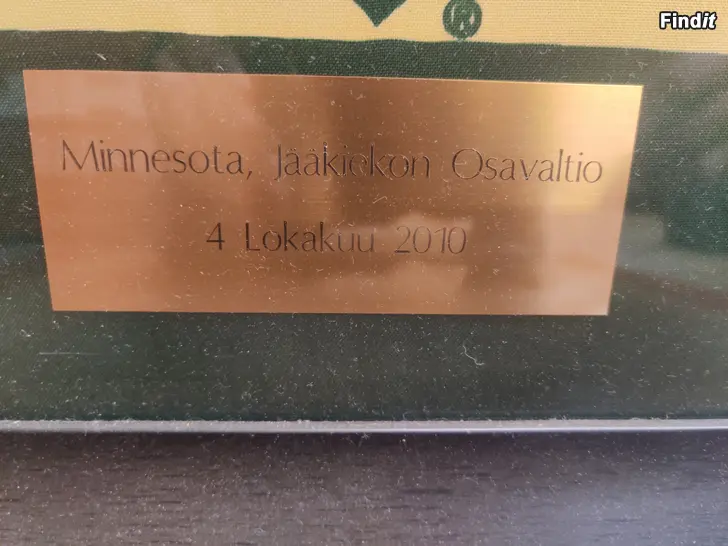 Findit
®
Minnesota, Jääkiekon Osavaltio
4 Lokakuu 2010